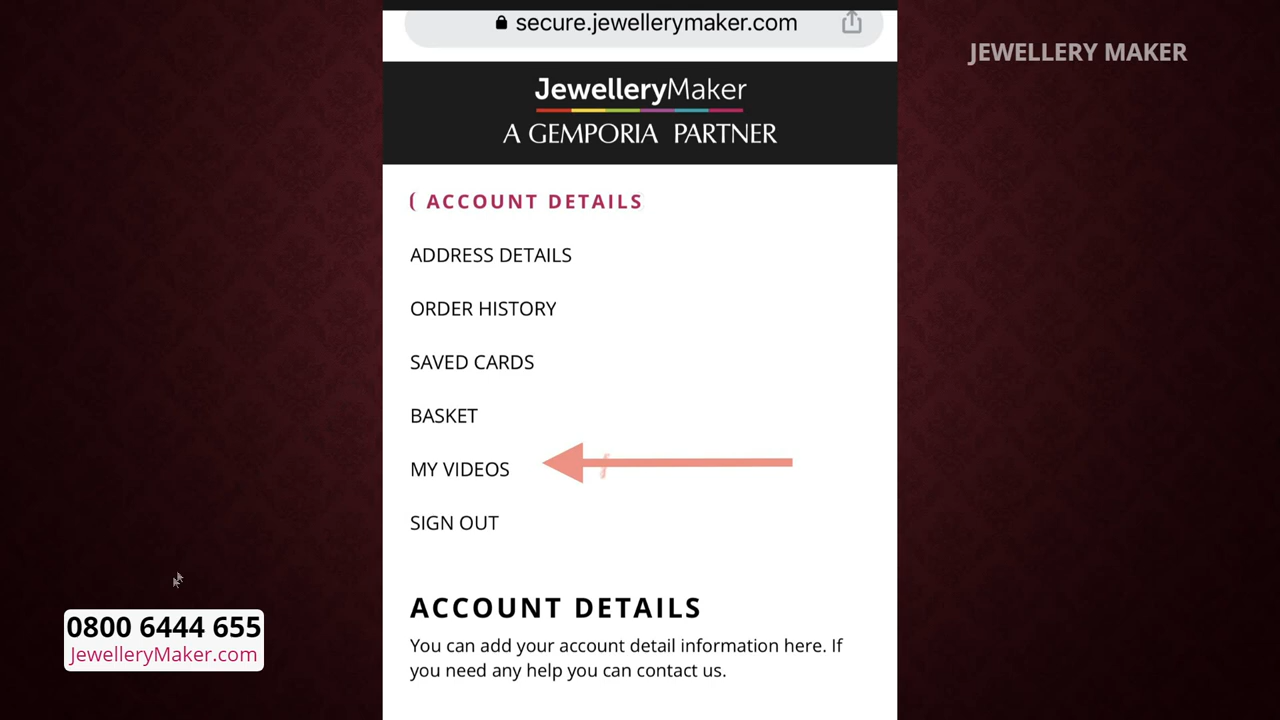 secure.jewellerymaker.com
JEWELLERY MAKER
JewelleryMaker
A GEMPORIA PARTNER
ACCOUNT DETAILS
ADDRESS DETAILS
ORDER HISTORY
SAVED CARDS
BASKET
MY VIDEOS
SIGN OUT
ACCOUNT DETAILS
You can add your account detail information here. If
you need any help you can contact us.
0800 6444 655
JewelleryMaker.com